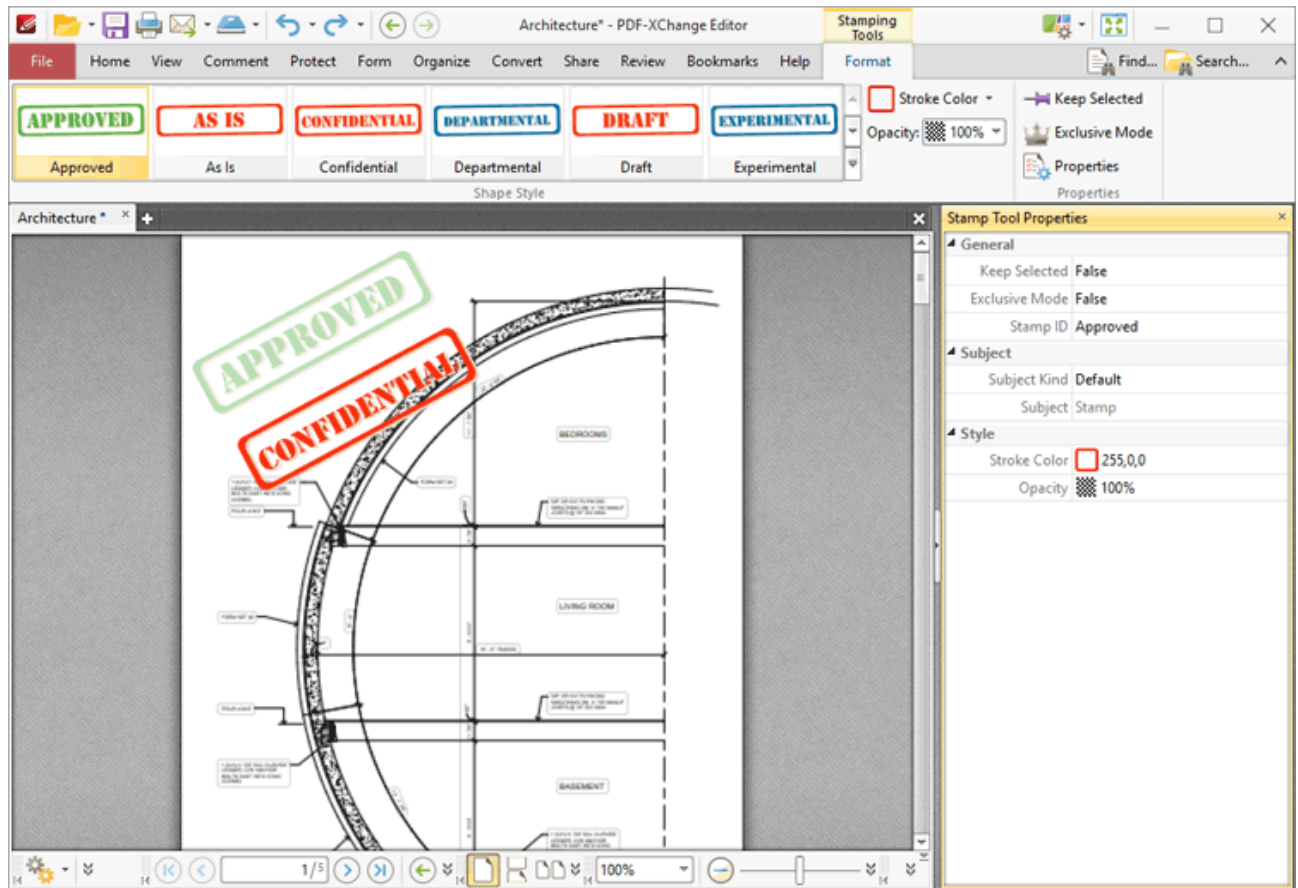 Architecture* - PDF-XChange Editor
Stamping
Tools
File Home View Comment Protect Form Organize Convert Share Review Bookmarks Help Format Find... Search...
APPROVED AS IS CONFIDENTIAL DEPARTMENTAL DRAFT EXPERIMENTAL
Approved As Is Confidential Departmental Draft Experimental
Shape Style
Stroke Color
Opacity: 100%
Keep Selected
Exclusive Mode
Properties
Properties
Architecture *
APPROVED
CONFIDENTIAL
BEDROOMS
LIVING ROOM
BASEMENT
Stamp Tool Properties
General
Keep Selected False
Exclusive Mode False
Stamp ID Approved
Subject
Subject Kind Default
Subject Stamp
Style
Stroke Color 255,0,0
Opacity 100%
1/5
100%